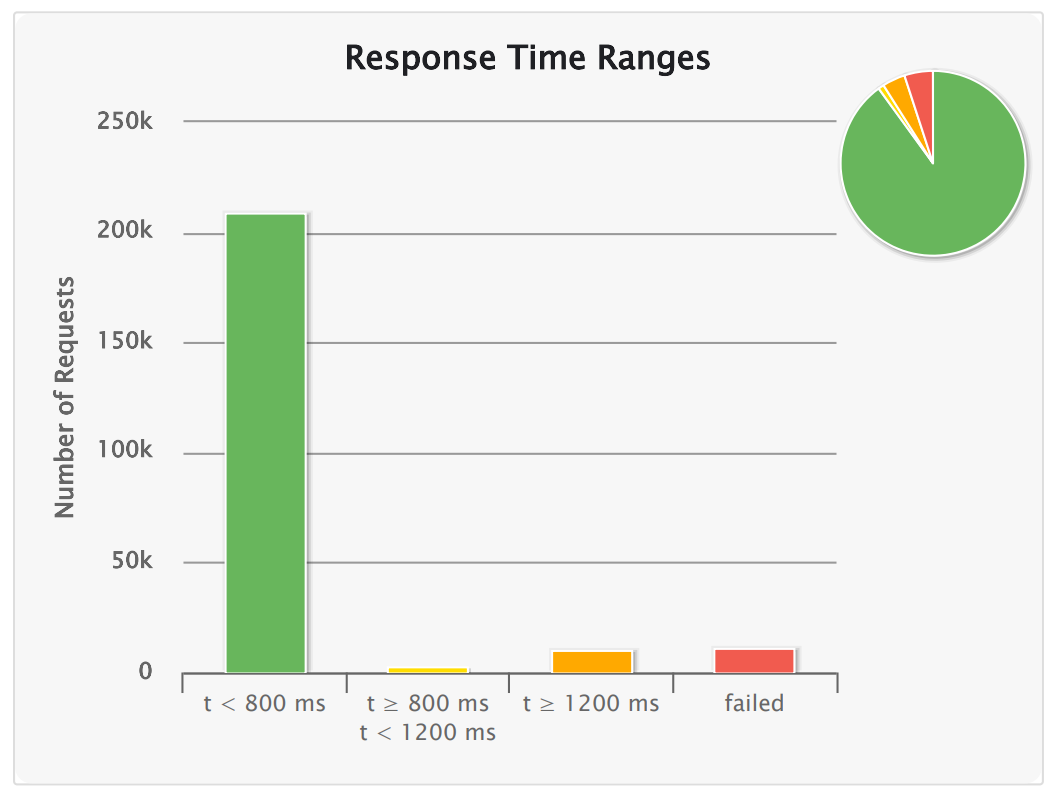 Response Time Ranges
250k
200k
150k
100k
50k
0
Number of Requests
t < 800 ms
t ≥ 800 ms
t < 1200 ms
t ≥ 1200 ms
failed